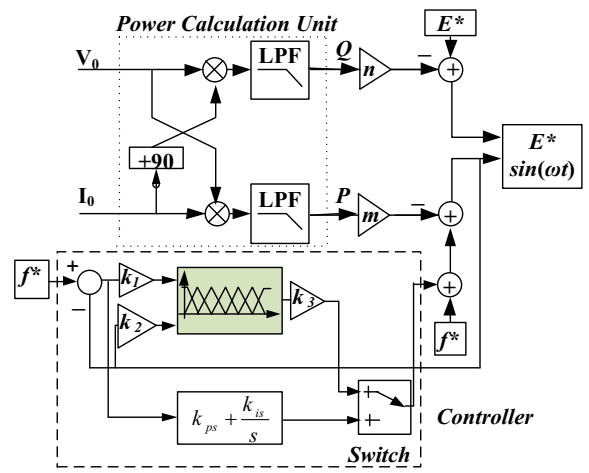 Power Calculation Unit
E*
V₀
LPF
Q
n
−
+
+90
E*
sin(ωt)
I₀
LPF
P
m
−
+
f*
+
−
k₁
k₂
k₃
+
f*
kₚₛ + kᵢₛ/s
+
+
Controller
Switch